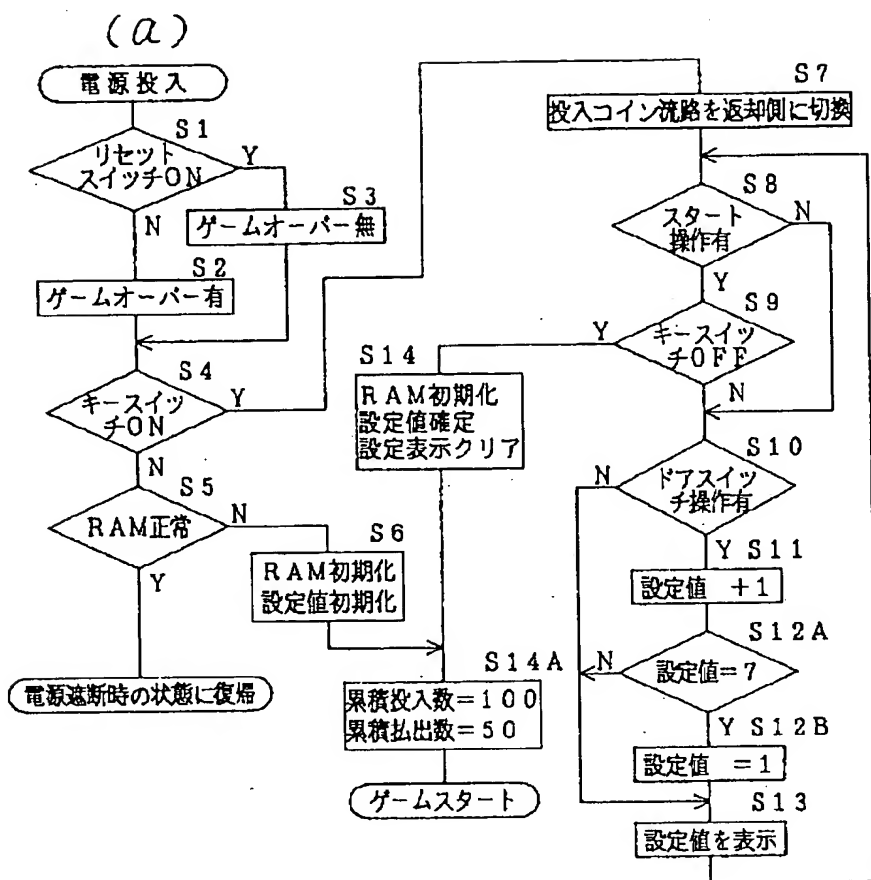 (a)
電源投入
S1
リセット
スイッチON
Y
N
S3
ゲームオーバー無
S2
ゲームオーバー有
S4
キースイッ
チON
Y
N
S5
RAM正常
N
Y
S6
RAM初期化
設定値初期化
電源遮断時の状態に復帰
S14
RAM初期化
設定値確定
設定表示クリア
S14A
累積投入数=100
累積払出数=50
ゲームスタート
S7
投入コイン流路を返却側に切換
S8
スタート
操作有
N
Y
S9
キースイッ
チOFF
Y
N
S10
ドアスイッ
チ操作有
N
Y S11
設定値 +1
S12A
設定値=7
N
Y S12B
設定値 =1
S13
設定値を表示